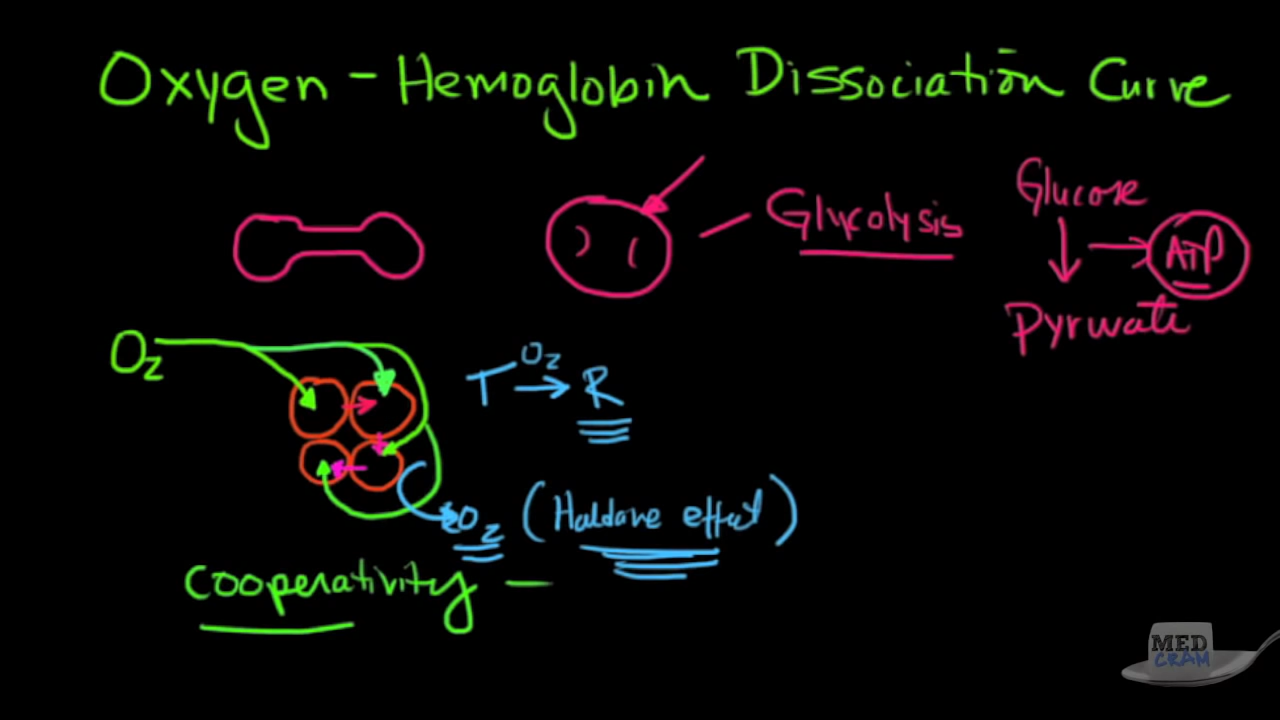 Oxygen - Hemoglobin Dissociation Curve
Glycolysis
Glucose
ATP
Pyruvate
O2
T O2 → R
O2 (Haldane effect)
Cooperativity -
MED
CRAM